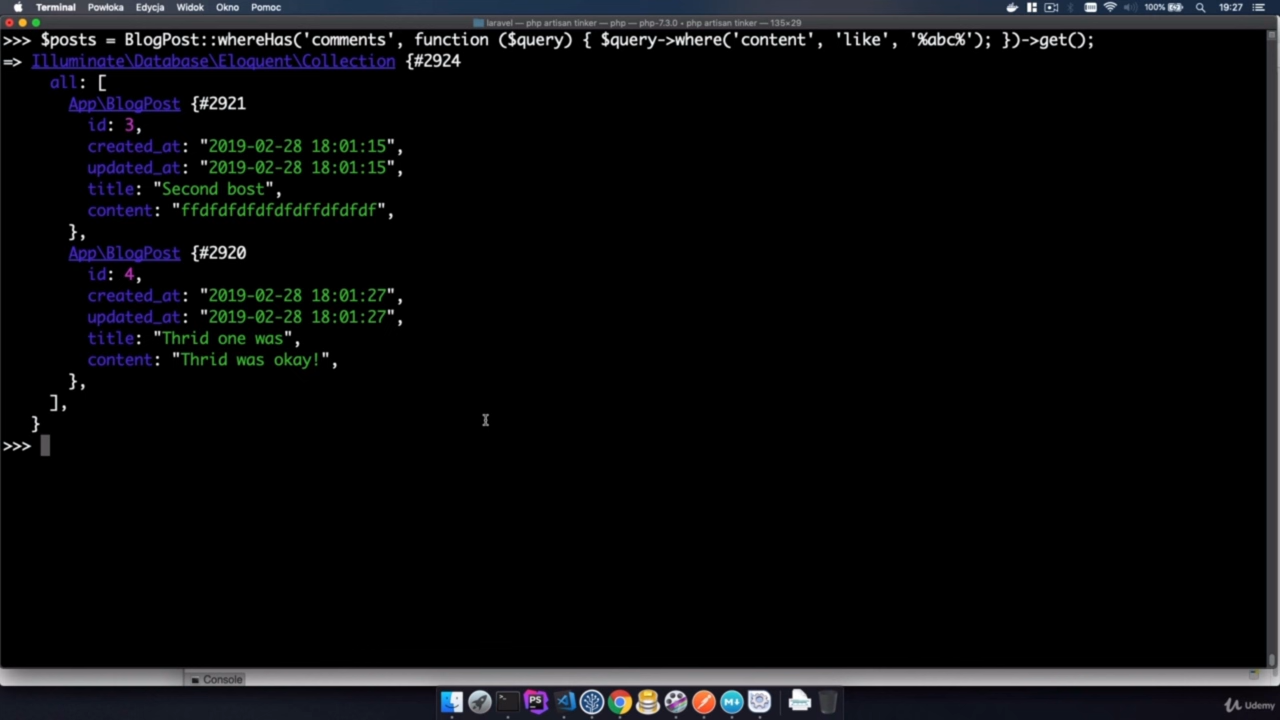 Terminal Powłoka Edycja Widok Okno Pomoc 100% 19:27
laravel — php artisan tinker — php — php-7.3.0 • php artisan tinker — 135×29
>>> $posts = BlogPost::whereHas('comments', function ($query) { $query->where('content', 'like', '%abc%'); })->get();
=> Illuminate\Database\Eloquent\Collection {#2924
all: [
App\BlogPost {#2921
id: 3,
created_at: "2019-02-28 18:01:15",
updated_at: "2019-02-28 18:01:15",
title: "Second bost",
content: "ffdfdfdfdfdfdffdfdfdf",
},
App\BlogPost {#2920
id: 4,
created_at: "2019-02-28 18:01:27",
updated_at: "2019-02-28 18:01:27",
title: "Thrid one was",
content: "Thrid was okay!",
},
],
}
>>>
Console
PS
M↓
Udemy